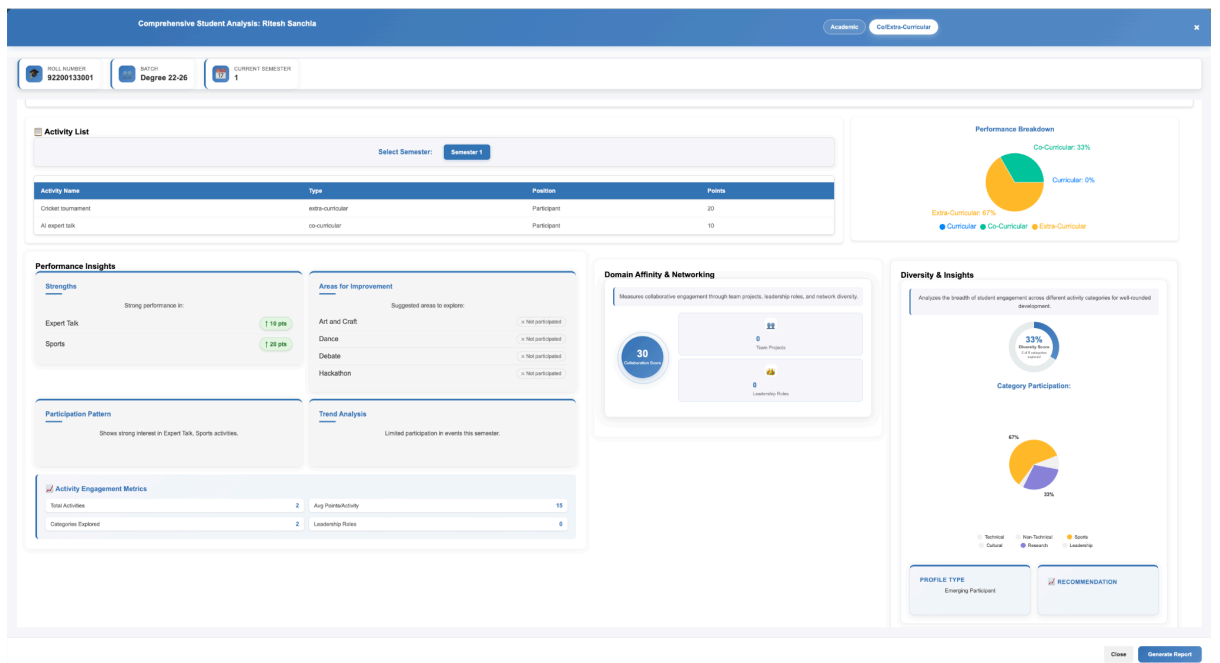 Comprehensive Student Analysis: Ritesh Sanchla
Academic
Co/Extra-Curricular
×
ROLL NUMBER
92200133001
BATCH
Degree 22-26
17
CURRENT SEMESTER
1
Activity List
Select Semester: Semester 1
Activity Name Type Position Points
Cricket tournament extra-curricular Participant 20
AI expert talk co-curricular Participant 10
Performance Breakdown
Co-Curricular: 33%
Curricular: 0%
Extra-Curricular: 67%
Curricular Co-Curricular Extra-Curricular
Performance Insights
Strengths
Strong performance in:
Expert Talk ↑ 10 pts
Sports ↑ 20 pts
Areas for Improvement
Suggested areas to explore:
Art and Craft × Not participated
Dance × Not participated
Debate × Not participated
Hackathon × Not participated
Participation Pattern
Shows strong interest in Expert Talk, Sports activities.
Trend Analysis
Limited participation in events this semester.
Activity Engagement Metrics
Total Activities 2
Avg Points/Activity 15
Categories Explored 2
Leadership Roles 0
Domain Affinity & Networking
Measures collaborative engagement through team projects, leadership roles, and network diversity.
30
Collaboration Score
0
Team Projects
0
Leadership Roles
Diversity & Insights
Analyzes the breadth of student engagement across different activity categories for well-rounded
development.
33%
Diversity Score
2 of 6 categories
explored
Category Participation:
67%
33%
Technical Non-Technical Sports
Cultural Research Leadership
PROFILE TYPE
Emerging Participant
RECOMMENDATION
Close
Generate Report